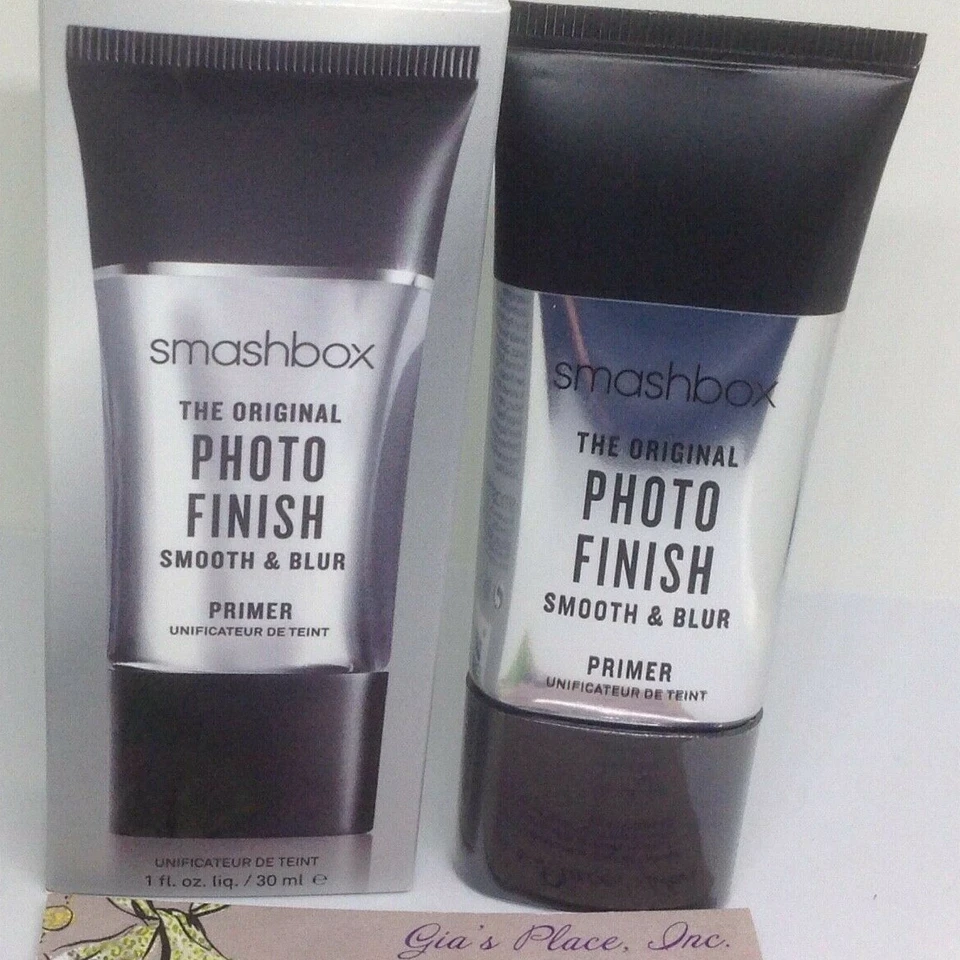 smashbox
THE ORIGINAL
PHOTO
FINISH
SMOOTH & BLUR
PRIMER
UNIFICATEUR DE TEINT
UNIFICATEUR DE TEINT
1 fl. oz. liq. / 30 ml ℮
smashbox
THE ORIGINAL
PHOTO
FINISH
SMOOTH & BLUR
PRIMER
UNIFICATEUR DE TEINT
Gia's Place, Inc.